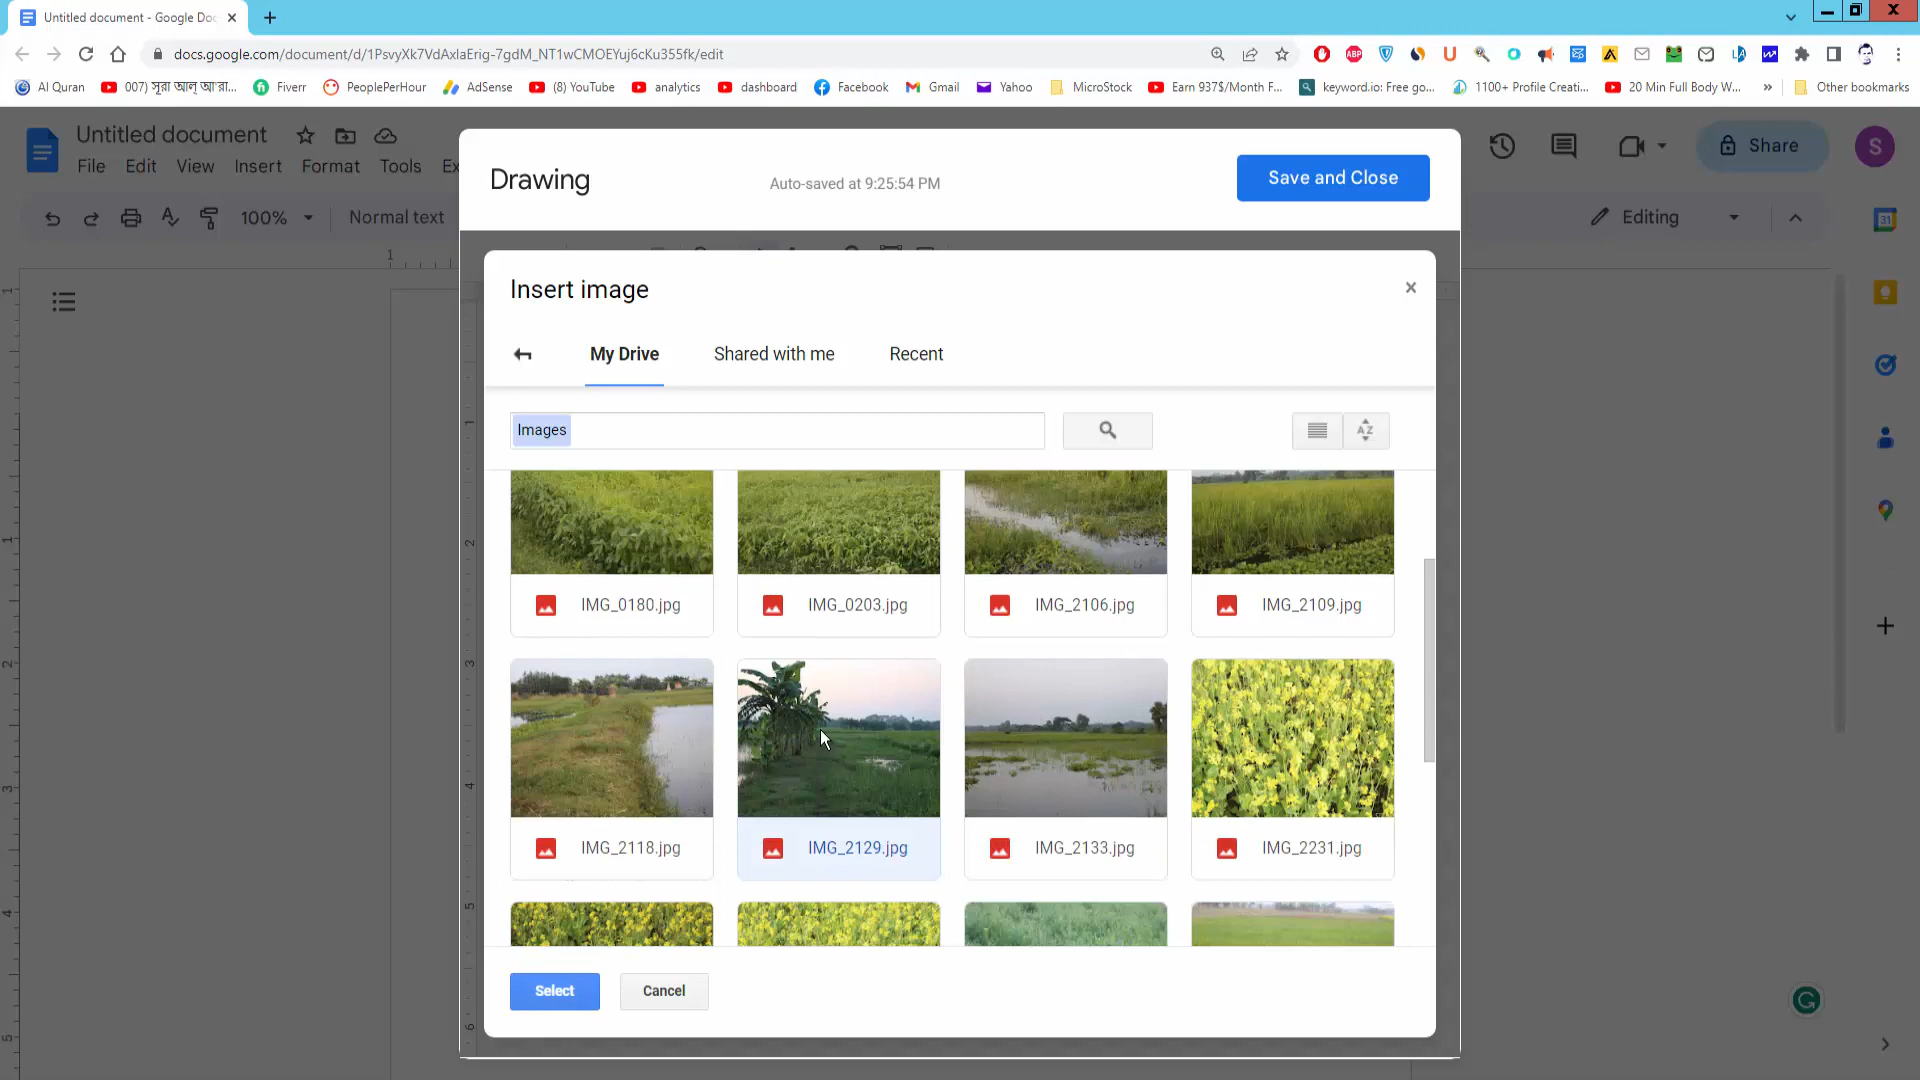 Untitled document - Google Doc
docs.google.com/document/d/1PsvyXk7VdAxlaErig-7gdM_NT1wCMOEYuj6cKu355fk/edit
Al Quran
007) সূরা আল্ আ'রা...
Fiverr
PeoplePerHour
AdSense
(8) YouTube
analytics
dashboard
Facebook
Gmail
Yahoo
MicroStock
Earn 937$/Month F...
keyword.io: Free go...
1100+ Profile Creati...
20 Min Full Body W...
»
Other bookmarks
Untitled document
File Edit View Insert Format Tools Ex
Share
S
100%
Normal text
Editing
Drawing
Auto-saved at 9:25:54 PM
Save and Close
Insert image
My Drive
Shared with me
Recent
Images
IMG_0180.jpg
IMG_0203.jpg
IMG_2106.jpg
IMG_2109.jpg
IMG_2118.jpg
IMG_2129.jpg
IMG_2133.jpg
IMG_2231.jpg
Select
Cancel